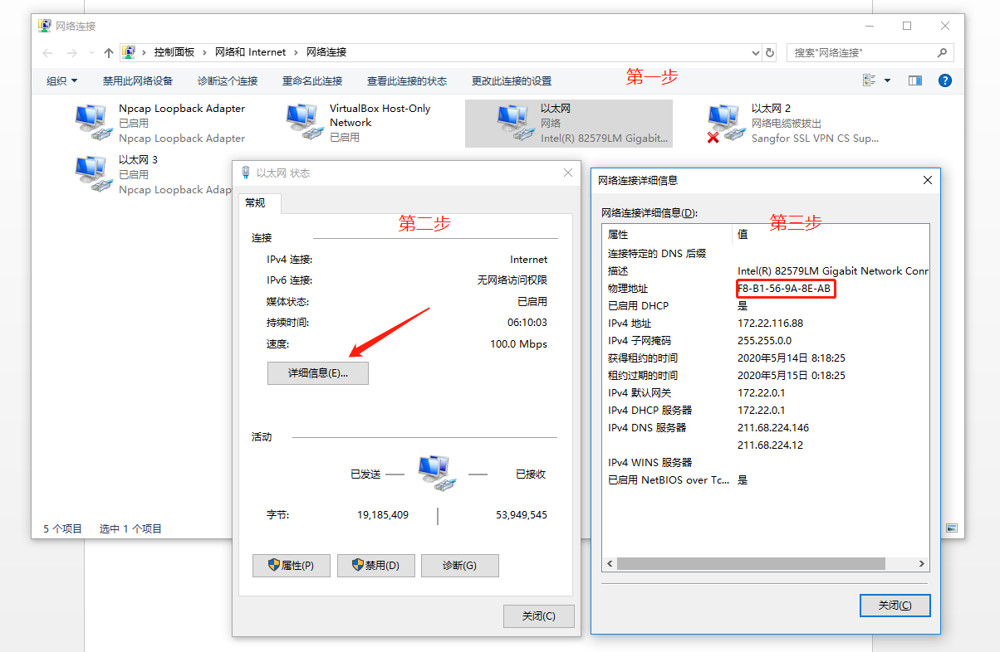 网络连接
控制面板 › 网络和 Internet › 网络连接
搜索"网络连接"
组织 禁用此网络设备 诊断这个连接 重命名此连接 查看此连接的状态 更改此连接的设置
第一步
Npcap Loopback Adapter
已启用
Npcap Loopback Adapter
VirtualBox Host-Only
Network
已启用
以太网
网络
Intel(R) 82579LM Gigabit...
以太网 2
网络电缆被拔出
Sangfor SSL VPN CS Sup...
以太网 3
已启用
Npcap Loopback Adap
5 个项目 选中 1 个项目
以太网 状态
常规
第二步
连接
IPv4 连接: Internet
IPv6 连接: 无网络访问权限
媒体状态: 已启用
持续时间: 06:10:03
速度: 100.0 Mbps
详细信息(E)...
活动
已发送 — — 已接收
字节: 19,185,409 53,949,545
属性(P) 禁用(D) 诊断(G)
关闭(C)
网络连接详细信息
网络连接详细信息(D):
第三步
属性 值
连接特定的 DNS 后缀
描述 Intel(R) 82579LM Gigabit Network Conr
物理地址 F8-B1-56-9A-8E-AB
已启用 DHCP 是
IPv4 地址 172.22.116.88
IPv4 子网掩码 255.255.0.0
获得租约的时间 2020年5月14日 8:18:25
租约过期的时间 2020年5月15日 0:18:25
IPv4 默认网关 172.22.0.1
IPv4 DHCP 服务器 172.22.0.1
IPv4 DNS 服务器 211.68.224.146
211.68.224.12
IPv4 WINS 服务器
已启用 NetBIOS over Tc... 是
关闭(C)